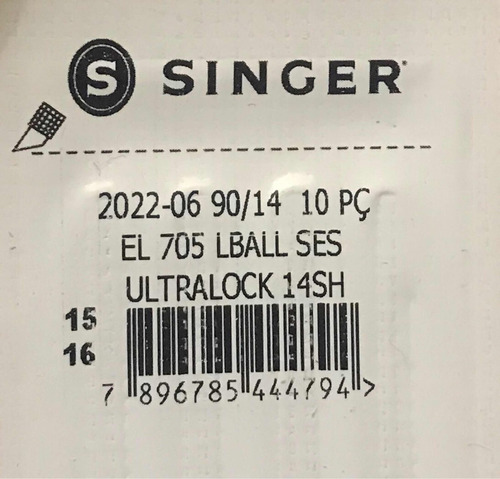 S SINGER
2022-06 90/14 10 PÇ
EL 705 LBALL SES
ULTRALOCK 14SH
15
16
7 896785 444794 >